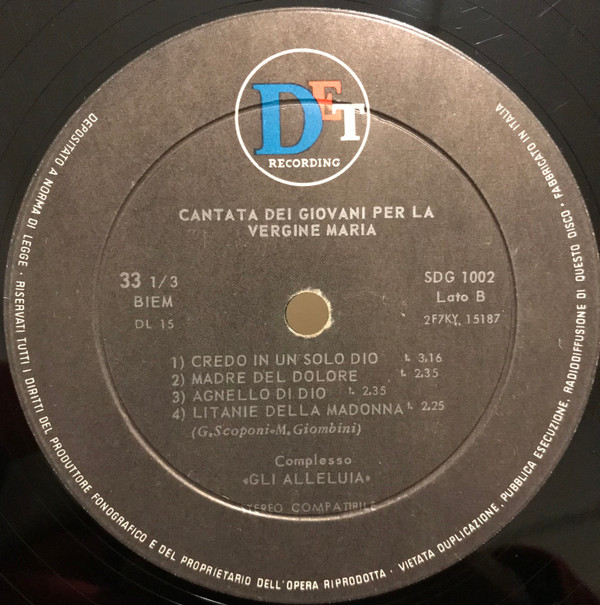 DET
RECORDING
CANTATA DEI GIOVANI PER LA
VERGINE MARIA
33 1/3
BIEM
DL 15
SDG 1002
Lato B
2F7KY. 15187
1) CREDO IN UN SOLO DIO t. 3.16
2) MADRE DEL DOLORE t. 2.35
3) AGNELLO DI DIO t. 2.35
4) LITANIE DELLA MADONNA t. 2.25
(G. Scoponi-M. Giombini)
Complesso
«GLI ALLELUIA»
STEREO COMPATIBILE
DEPOSITATO A NORMA DI LEGGE · RISERVATI TUTTI I DIRITTI DEL PRODUTTORE FONOGRAFICO E DEL PROPRIETARIO DELL'OPERA RIPRODOTTA · VIETATA DUPLICAZIONE, PUBBLICA ESECUZIONE, RADIODIFFUSIONE DI QUESTO DISCO · FABBRICATO IN ITALIA